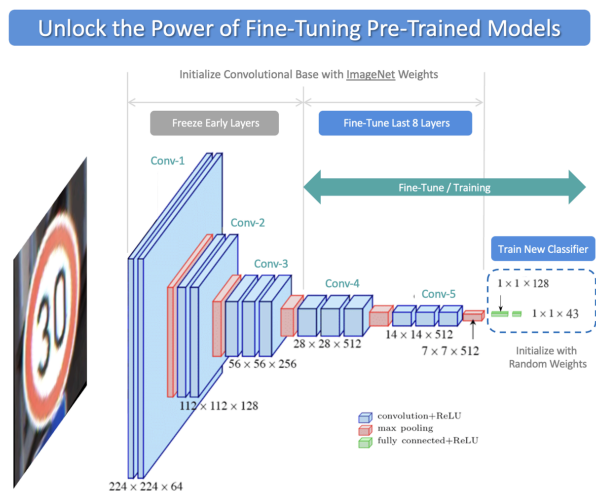 Unlock the Power of Fine-Tuning Pre-Trained Models
Initialize Convolutional Base with ImageNet Weights
Freeze Early Layers
Fine-Tune Last 8 Layers
Conv-1
Fine-Tune / Training
Conv-2
Train New Classifier
Conv-3
Conv-4
Conv-5
1 × 1 × 128
1 × 1 × 43
30
28 × 28 × 512
14 × 14 × 512
7 × 7 × 512
Initialize with
Random Weights
56 × 56 × 256
112 × 112 × 128
convolution+ReLU
max pooling
fully connected+ReLU
224 × 224 × 64